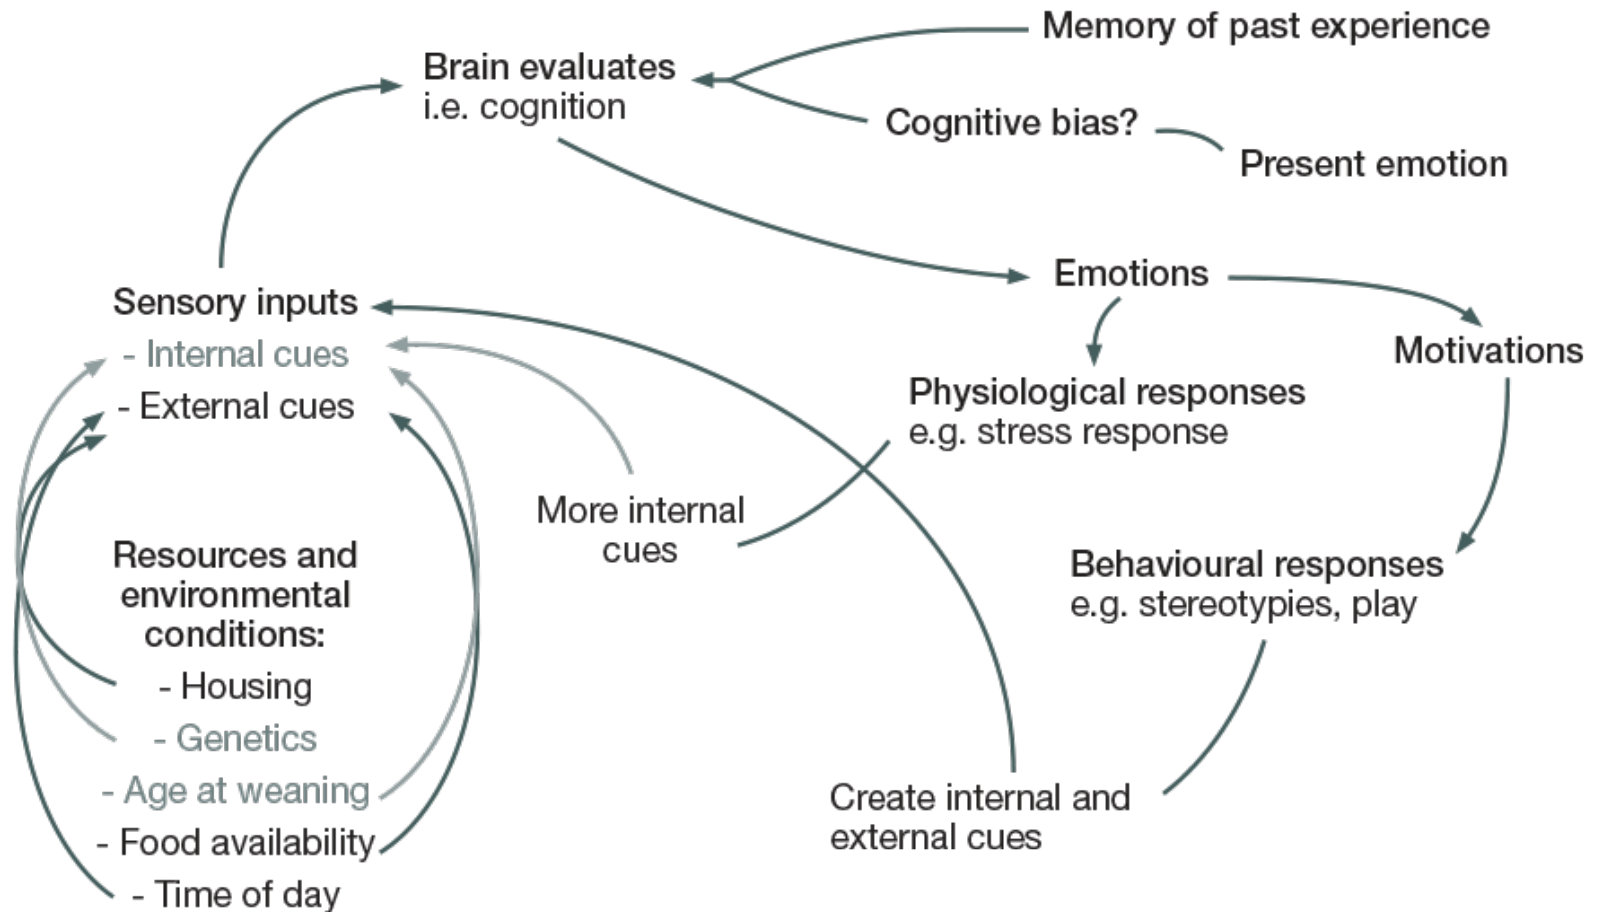 Memory of past experience
Brain evaluates
i.e. cognition
Cognitive bias?
Present emotion
Emotions
Sensory inputs
- Internal cues
- External cues
Motivations
Physiological responses
e.g. stress response
More internal
cues
Resources and
environmental
conditions:
- Housing
- Genetics
- Age at weaning
- Food availability
- Time of day
Behavioural responses
e.g. stereotypies, play
Create internal and
external cues